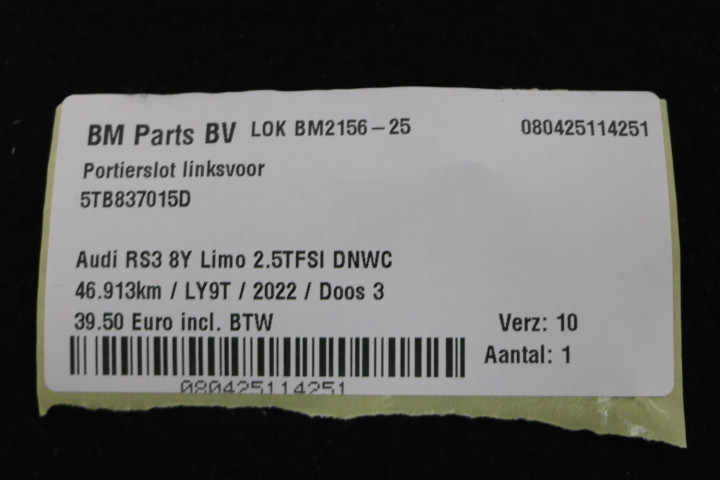 BM Parts BV LOK BM2156-25 080425114251
Portierslot linksvoor
5TB837015D
Audi RS3 8Y Limo 2.5TFSI DNWC
46.913km / LY9T / 2022 / Doos 3
39.50 Euro incl. BTW Verz: 10
Aantal: 1
080425114251